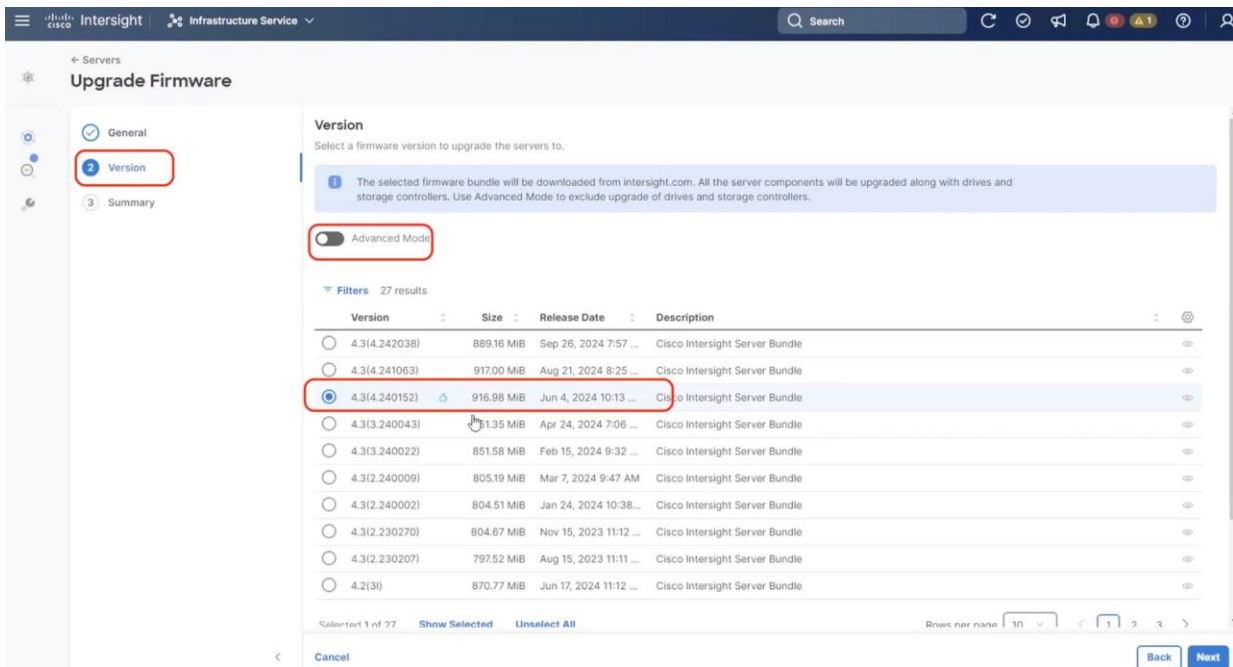 cisco Intersight Infrastructure Service
Search
0
1
← Servers
Upgrade Firmware
General
2 Version
3 Summary
Version
Select a firmware version to upgrade the servers to.
The selected firmware bundle will be downloaded from intersight.com. All the server components will be upgraded along with drives and
storage controllers. Use Advanced Mode to exclude upgrade of drives and storage controllers.
Advanced Mode
Filters 27 results
Version Size Release Date Description
4.3(4.242038) 889.16 MiB Sep 26, 2024 7:57 ... Cisco Intersight Server Bundle
4.3(4.241063) 917.00 MiB Aug 21, 2024 8:25 ... Cisco Intersight Server Bundle
4.3(4.240152) 916.98 MiB Jun 4, 2024 10:13 ... Cisco Intersight Server Bundle
4.3(3.240043) 51.35 MiB Apr 24, 2024 7:06 ... Cisco Intersight Server Bundle
4.3(3.240022) 851.58 MiB Feb 15, 2024 9:32 ... Cisco Intersight Server Bundle
4.3(2.240009) 805.19 MiB Mar 7, 2024 9:47 AM Cisco Intersight Server Bundle
4.3(2.240002) 804.51 MiB Jan 24, 2024 10:38... Cisco Intersight Server Bundle
4.3(2.230270) 804.67 MiB Nov 15, 2023 11:12 ... Cisco Intersight Server Bundle
4.3(2.230207) 797.52 MiB Aug 15, 2023 11:11 ... Cisco Intersight Server Bundle
4.2(3l) 870.77 MiB Jun 17, 2024 11:12 ... Cisco Intersight Server Bundle
Selected 1 of 27 Show Selected Unselect All Rows per page 10 1 2 3
Cancel Back Next